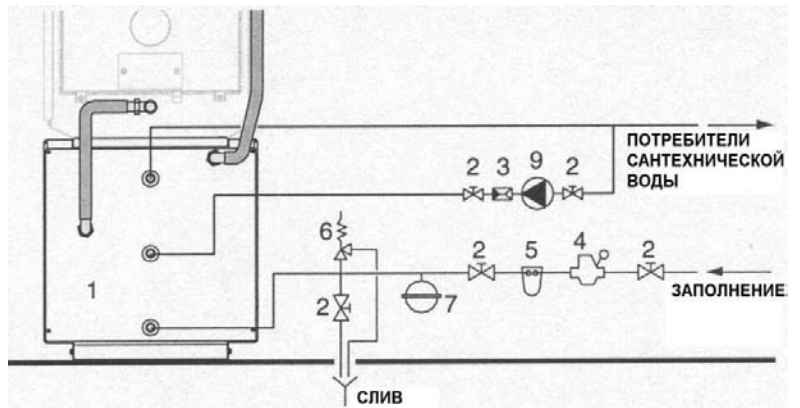 2 3 9 2
ПОТРЕБИТЕЛИ
САНТЕХНИЧЕСКОЙ
ВОДЫ
6
2 5 4 2
1
2
7
ЗАПОЛНЕНИЕ
СЛИВ